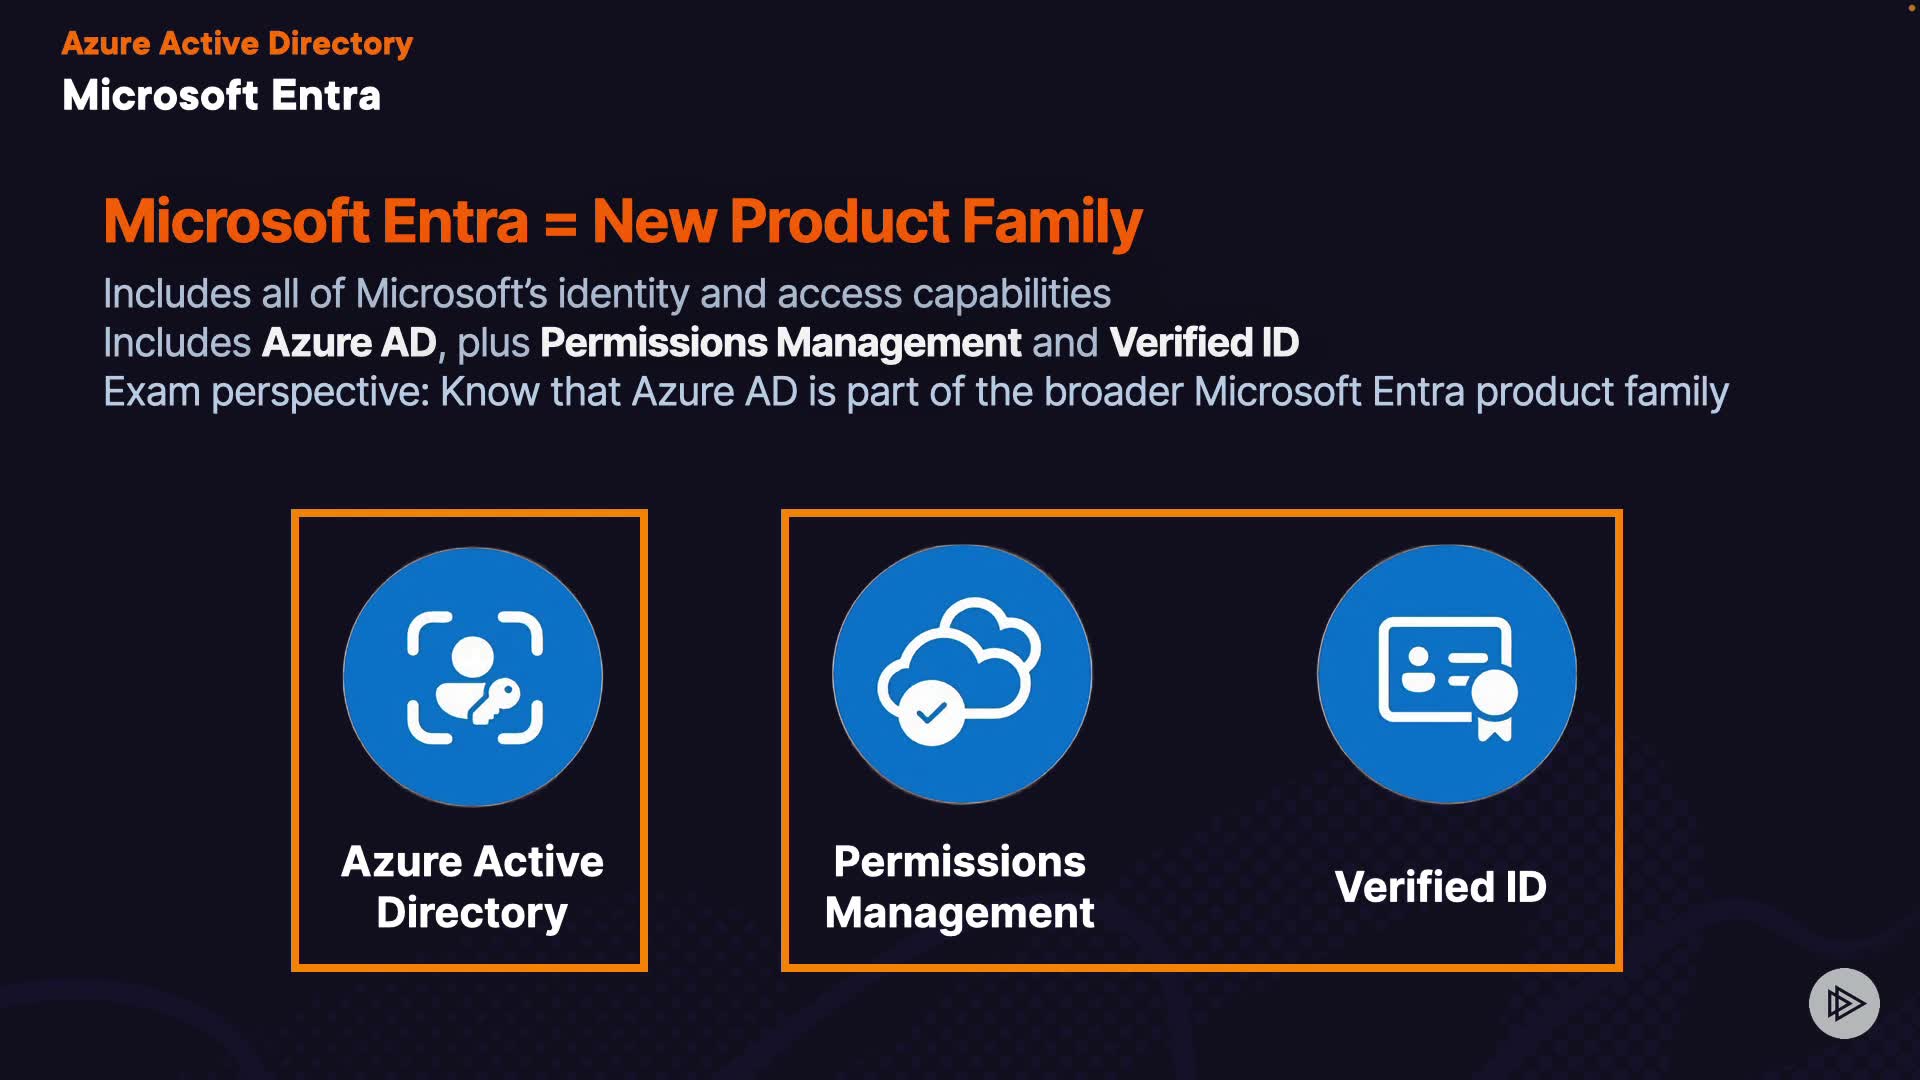 Azure Active Directory
Microsoft Entra
Microsoft Entra = New Product Family
Includes all of Microsoft’s identity and access capabilities
Includes Azure AD, plus Permissions Management and Verified ID
Exam perspective: Know that Azure AD is part of the broader Microsoft Entra product family
Azure Active
Directory
Permissions
Management
Verified ID